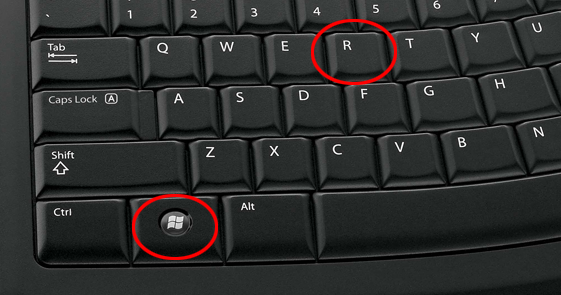 ` 1 2 3 4 5 6
Tab Q W E R T Y U
Caps Lock A A S D F G H
Shift Z X C V B N
Ctrl Alt